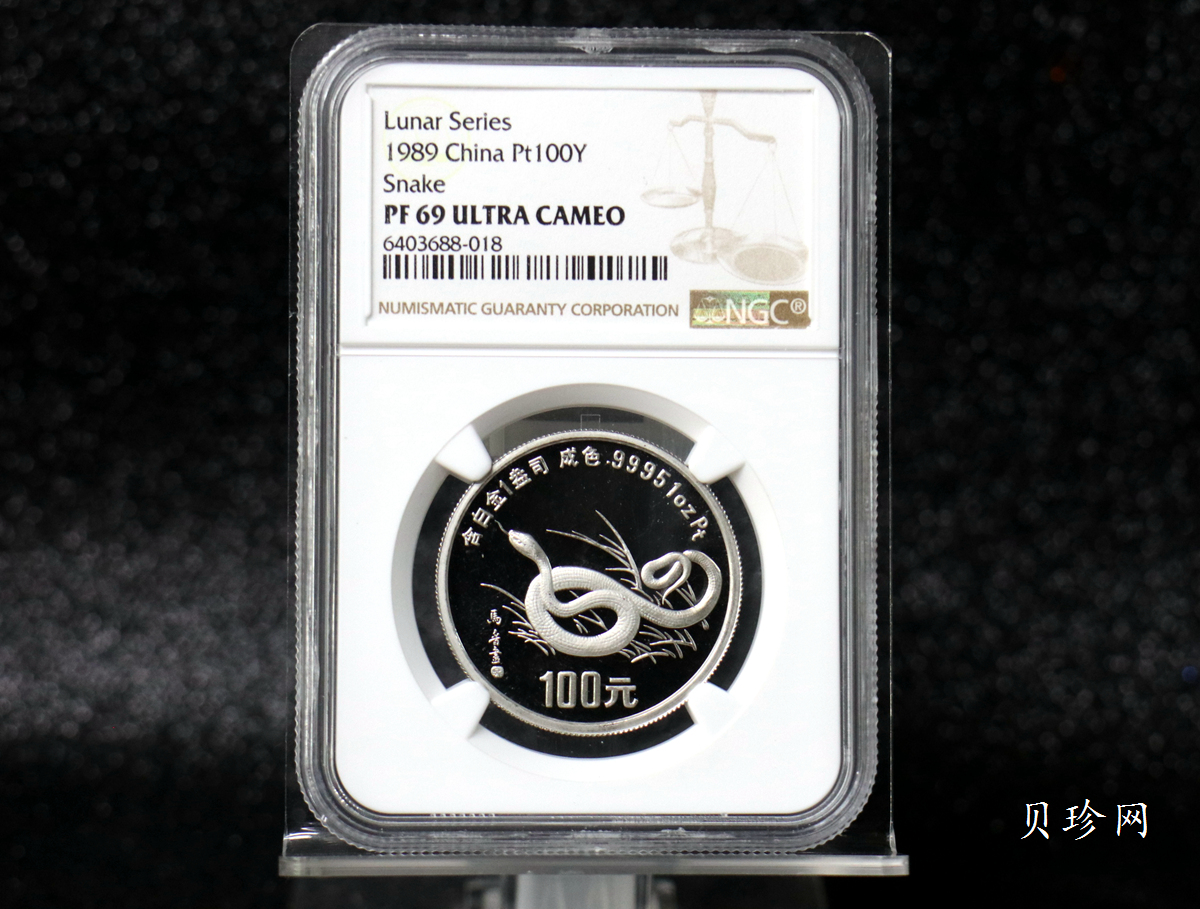 Lunar Series
1989 China Pt100Y
Snake
PF 69 ULTRA CAMEO
6403688-018
NUMISMATIC GUARANTY CORPORATION
NGC®
含白金1盎司 成色.9995 1oz Pt
100元
贝珍网